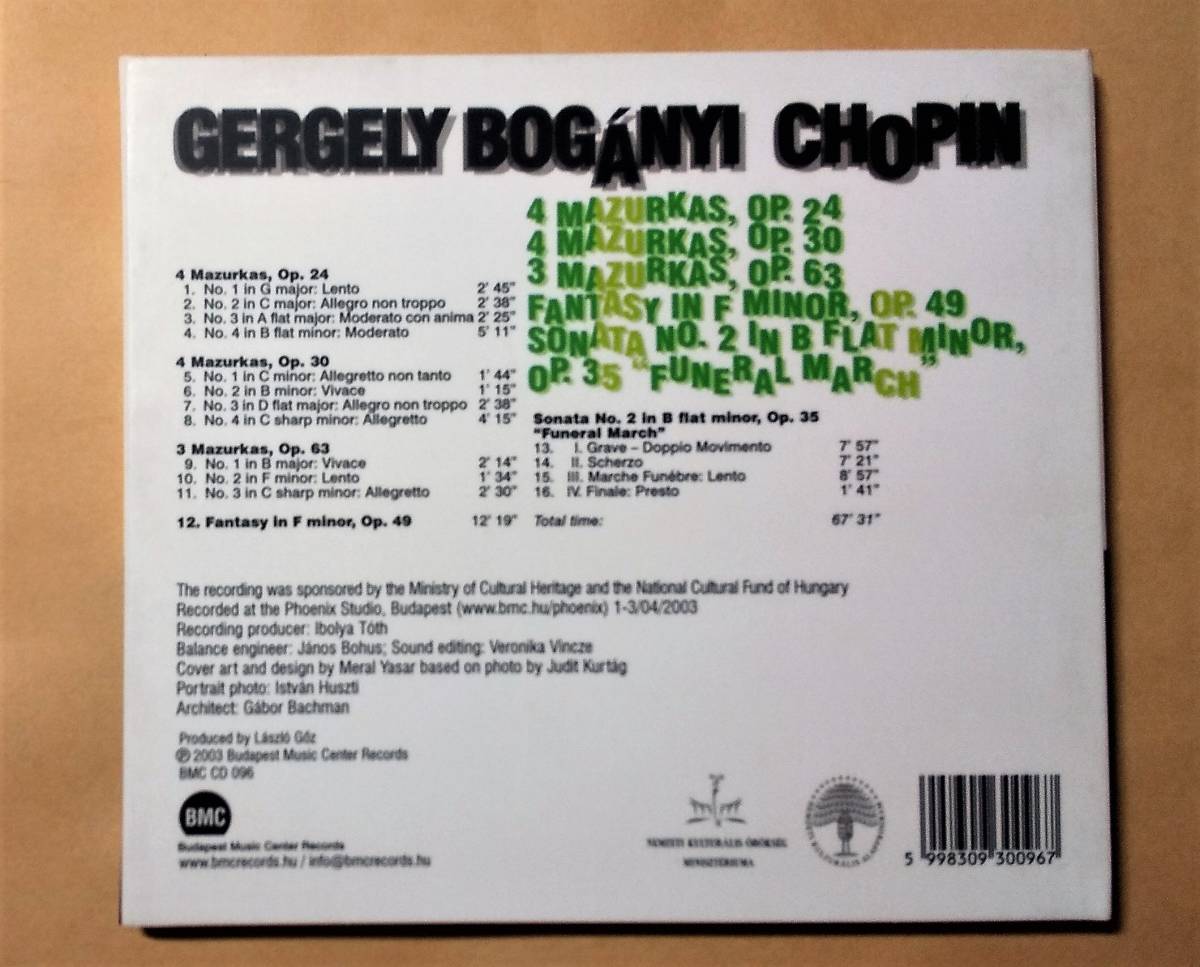 GERGELY BOGÁNYI CHOPIN
4 MAZURKAS, OP. 24
4 MAZURKAS, OP. 30
3 MAZURKAS, OP. 63
FANTASY IN F MINOR, OP. 49
SONATA NO. 2 IN B FLAT MINOR,
OP. 35 “FUNERAL MARCH”
4 Mazurkas, Op. 24
1. No. 1 in G major: Lento 2’ 45”
2. No. 2 in C major: Allegro non troppo 2’ 38”
3. No. 3 in A flat major: Moderato con anima 2’ 25”
4. No. 4 in B flat minor: Moderato 5’ 11”
4 Mazurkas, Op. 30
5. No. 1 in C minor: Allegretto non tanto 1’ 44”
6. No. 2 in B minor: Vivace 1’ 15”
7. No. 3 in D flat major: Allegro non troppo 2’ 38”
8. No. 4 in C sharp minor: Allegretto 4’ 15”
3 Mazurkas, Op. 63
9. No. 1 in B major: Vivace 2’ 14”
10. No. 2 in F minor: Lento 1’ 34”
11. No. 3 in C sharp minor: Allegretto 2’ 30”
12. Fantasy in F minor, Op. 49 12’ 19”
Sonata No. 2 in B flat minor, Op. 35
“Funeral March”
13. I. Grave – Doppio Movimento 7’ 57”
14. II. Scherzo 7’ 21”
15. III. Marche Funébre: Lento 8’ 57”
16. IV. Finale: Presto 1’ 41”
Total time: 67’ 31”
The recording was sponsored by the Ministry of Cultural Heritage and the National Cultural Fund of Hungary
Recorded at the Phoenix Studio, Budapest (www.bmc.hu/phoenix) 1-3/04/2003
Recording producer: Ibolya Tóth
Balance engineer: János Bohus; Sound editing: Veronika Vincze
Cover art and design by Meral Yasar based on photo by Judit Kurtág
Portrait photo: István Huszti
Architect: Gábor Bachman
Produced by László Gőz
℗ 2003 Budapest Music Center Records
BMC CD 096
BMC
Budapest Music Center Records
www.bmcrecords.hu / info@bmcrecords.hu
NEMZETI KULTURÁLIS ÖRÖKSÉG
MINISZTÉRIUMA
5 998309 300967